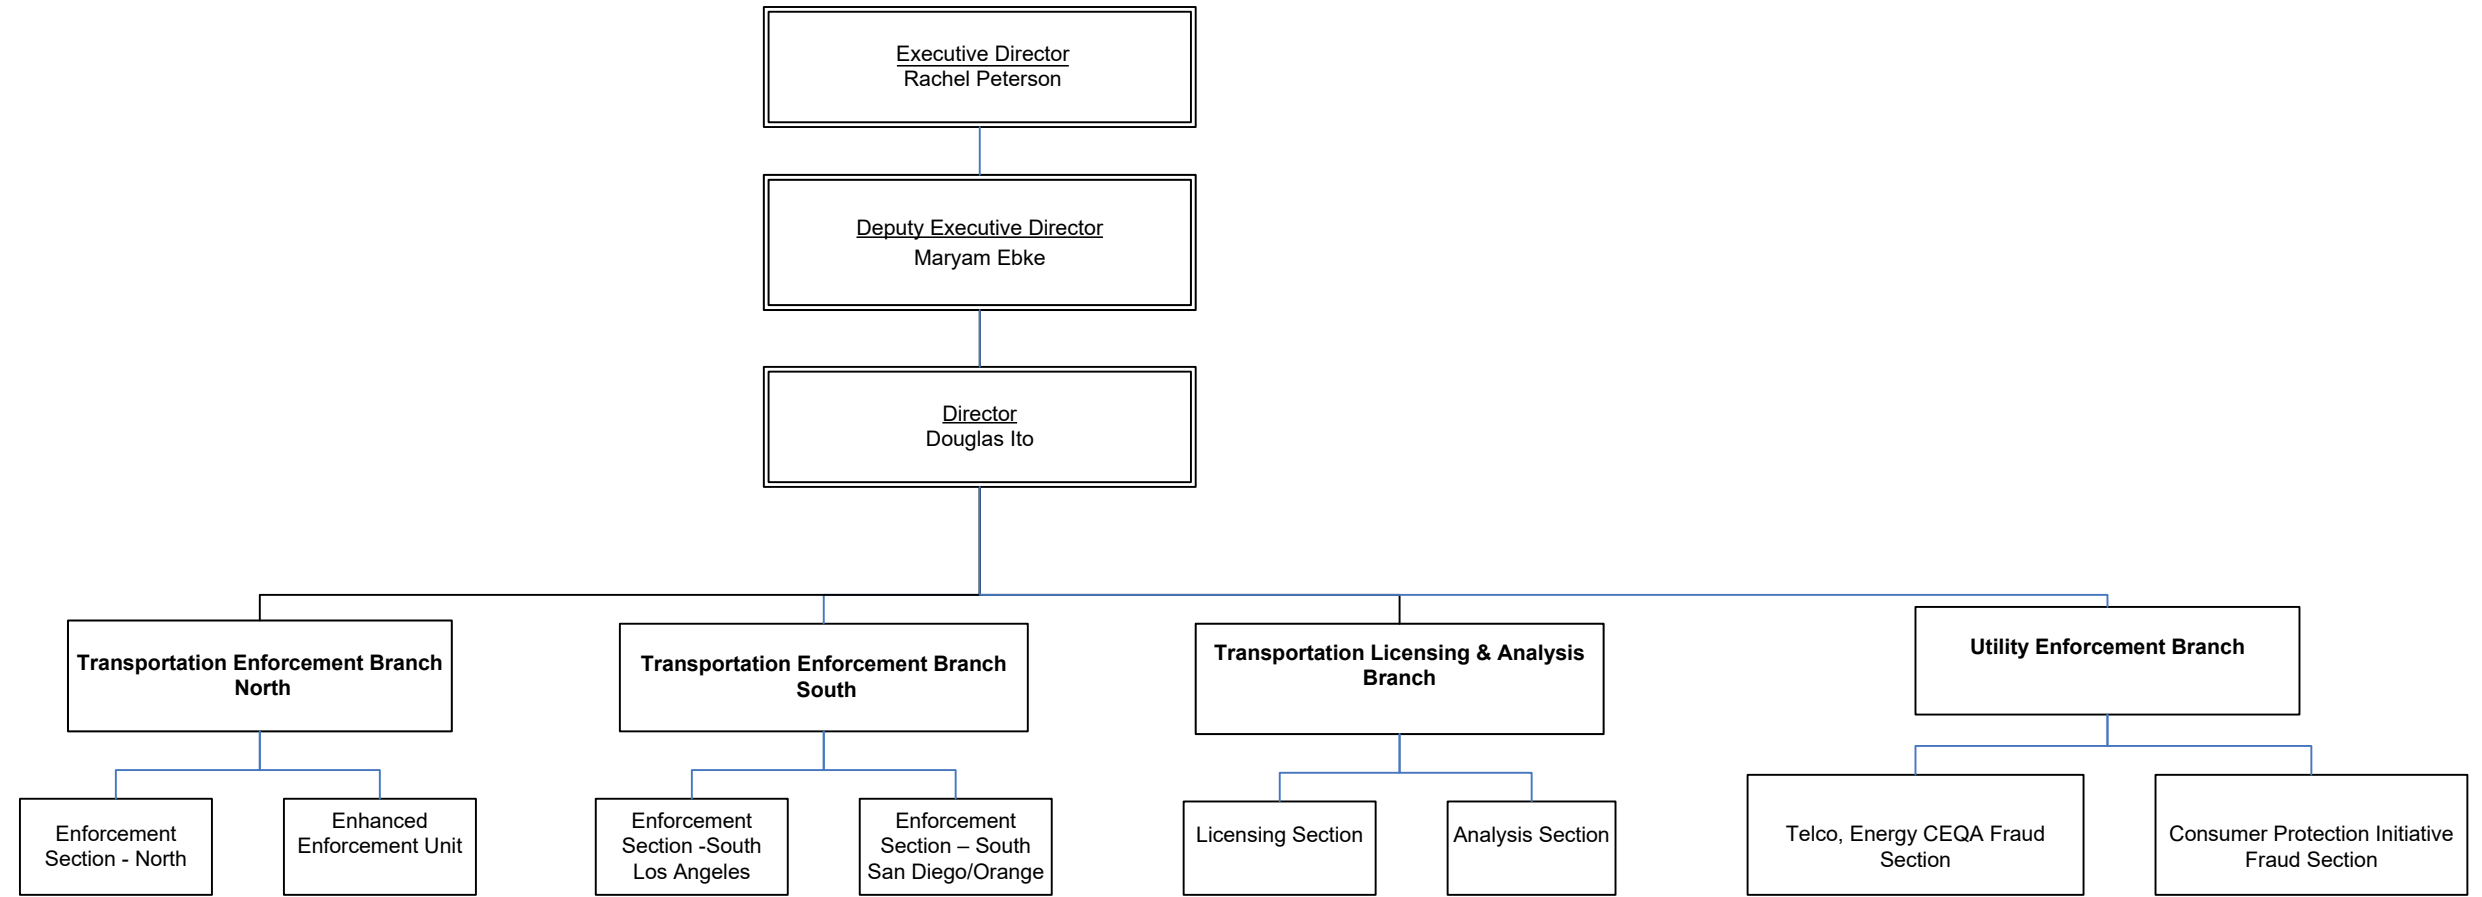 Executive Director
Rachel Peterson
Deputy Executive Director
Maryam Ebke
Director
Douglas Ito
Transportation Enforcement Branch
North
Transportation Enforcement Branch
South
Transportation Licensing & Analysis
Branch
Utility Enforcement Branch
Enforcement
Section - North
Enhanced
Enforcement Unit
Enforcement
Section -South
Los Angeles
Enforcement
Section – South
San Diego/Orange
Licensing Section
Analysis Section
Telco, Energy CEQA Fraud
Section
Consumer Protection Initiative
Fraud Section